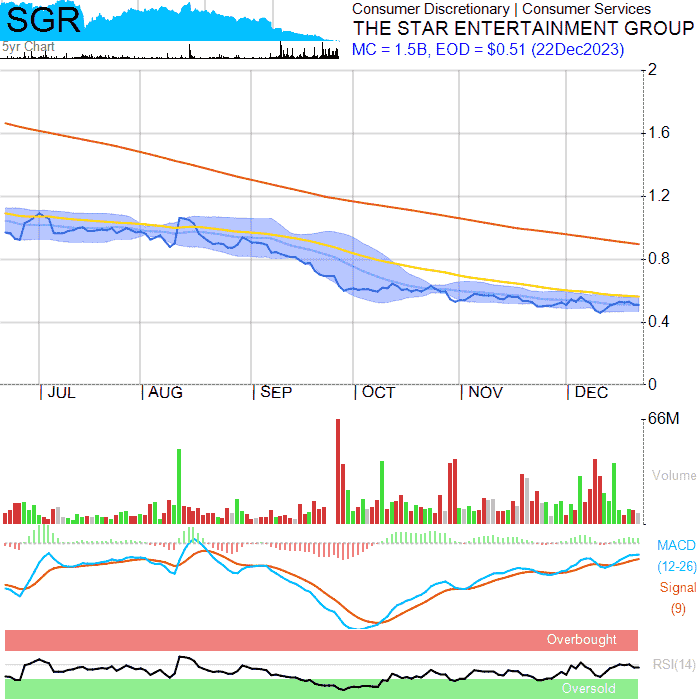 SGR
5yr Chart
Consumer Discretionary | Consumer Services
THE STAR ENTERTAINMENT GROUP
MC = 1.5B, EOD = $0.51 (22Dec2023)
2
1.6
1.2
0.8
0.4
0
| JUL | AUG | SEP | OCT | NOV | DEC
66M
Volume
MACD
(12-26)
Signal
(9)
Overbought
RSI(14)
Oversold